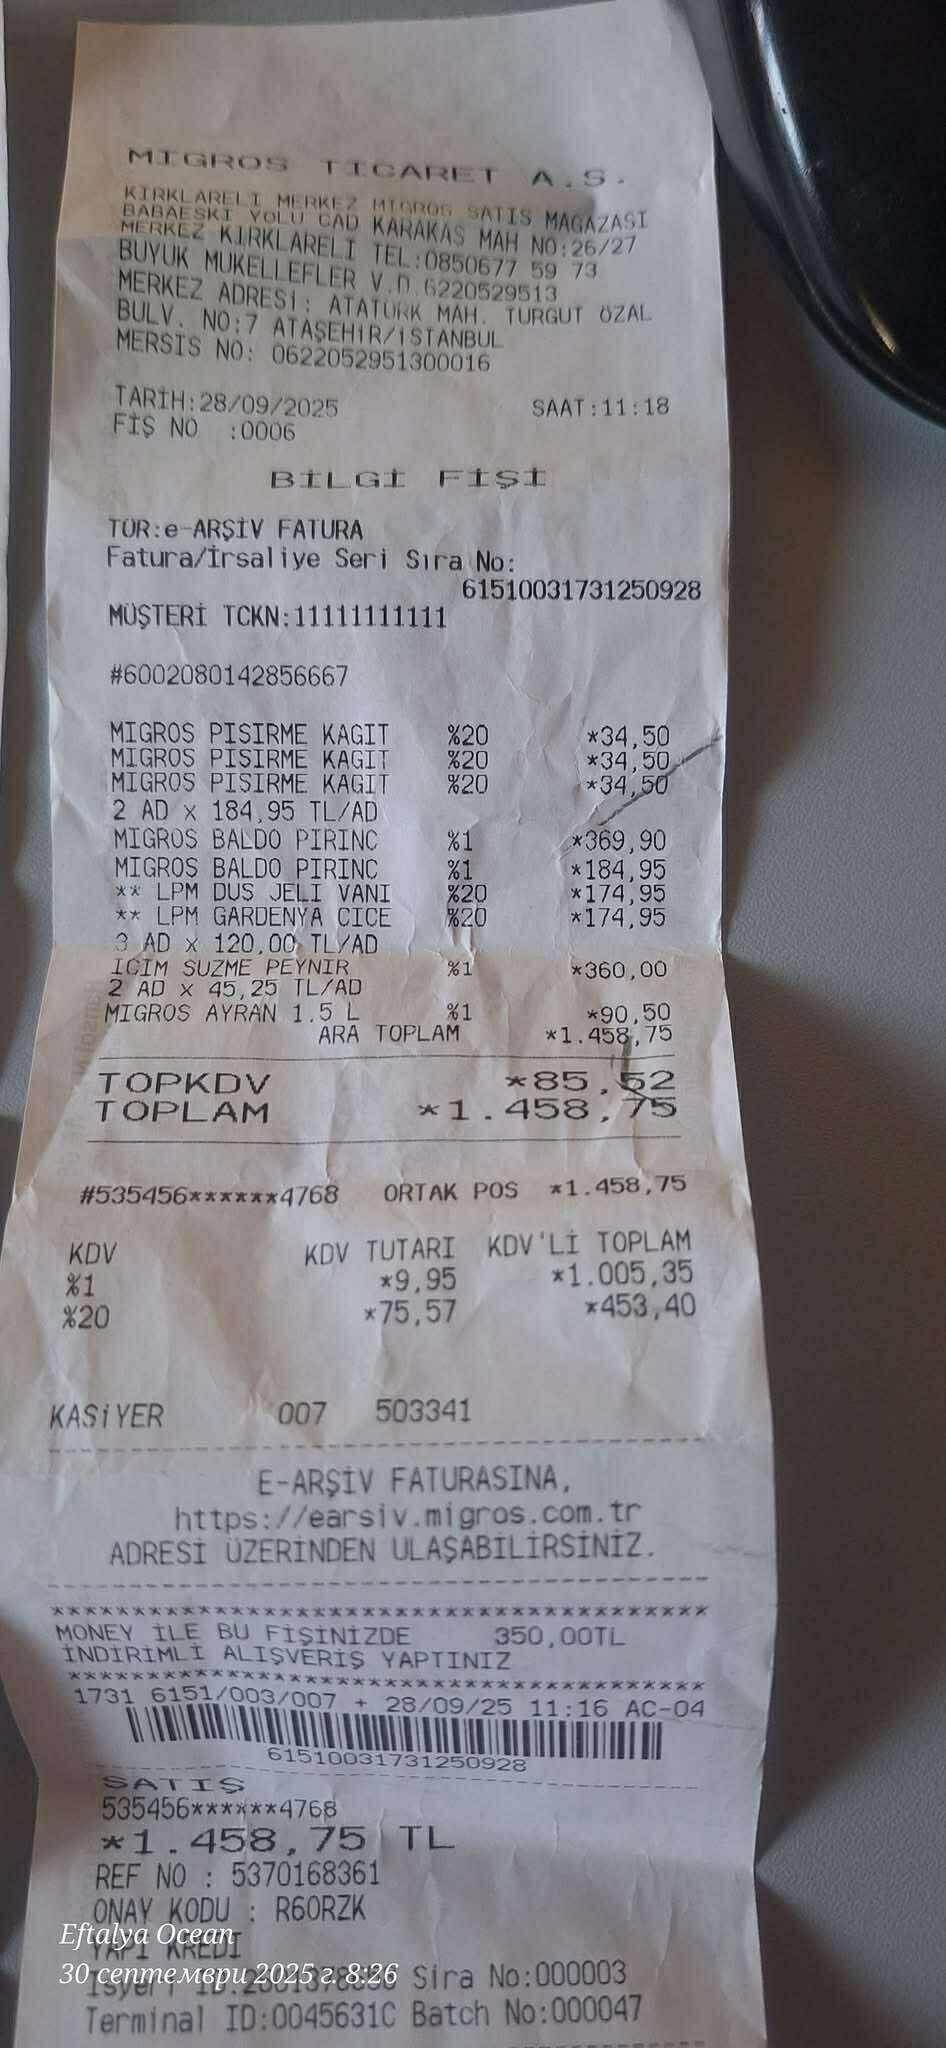 MIGROS TICARET A.S.
KIRKLARELI MERKEZ MIGROS SATIS MAGAZASI
BABAESKI YOLU CAD KARAKAS MAH NO:26/27
MERKEZ KIRKLARELI TEL:0850677 59 73
BUYUK MUKELLEFLER V.D.6220529513
MERKEZ ADRESİ: ATATURK MAH. TURGUT ÖZAL
BULV. NO:7 ATAŞEHİR/İSTANBUL
MERSİS NO: 0622052951300016
TARİH:28/09/2025 SAAT:11:18
FİŞ NO :0006
BİLGİ FİŞİ
TÜR:e-ARŞİV FATURA
Fatura/İrsaliye Seri Sıra No:
61510031731250928
MÜŞTERİ TCKN:11111111111
#6002080142856667
MIGROS PISIRME KAGIT %20 *34,50
MIGROS PISIRME KAGIT %20 *34,50
MIGROS PISIRME KAGIT %20 *34,50
2 AD x 184,95 TL/AD
MIGROS BALDO PIRINC %1 *369,90
MIGROS BALDO PIRINC %1 *184,95
** LPM DUS JELI VANI %20 *174,95
** LPM GARDENYA CICE %20 *174,95
3 AD x 120,00 TL/AD
ICIM SUZME PEYNIR %1 *360,00
2 AD x 45,25 TL/AD
MIGROS AYRAN 1.5 L %1 *90,50
ARA TOPLAM *1.458,75
TOPKDV *85,52
TOPLAM *1.458,75
#535456******4768 ORTAK POS *1.458,75
KDV KDV TUTARI KDV'Lİ TOPLAM
%1 *9,95 *1.005,35
%20 *75,57 *453,40
KASİYER 007 503341
E-ARŞİV FATURASINA,
https://earsiv.migros.com.tr
ADRESİ ÜZERİNDEN ULAŞABİLİRSİNİZ.
****************************************
MONEY İLE BU FİŞİNİZDE 350,00TL
İNDİRİMLİ ALIŞVERİŞ YAPTINIZ
****************************************
1731 6151/003/007 + 28/09/25 11:16 AC-04
61510031731250928
SATIŞ
535456******4768
*1.458,75 TL
REF NO : 5370168361
ONAY KODU : R60RZK
Eftalya Ocean
YAPI KREDİ
30 септември 2025 г. 8:26
Isyeri Sira No:000003
Terminal ID:0045631C Batch No:000047